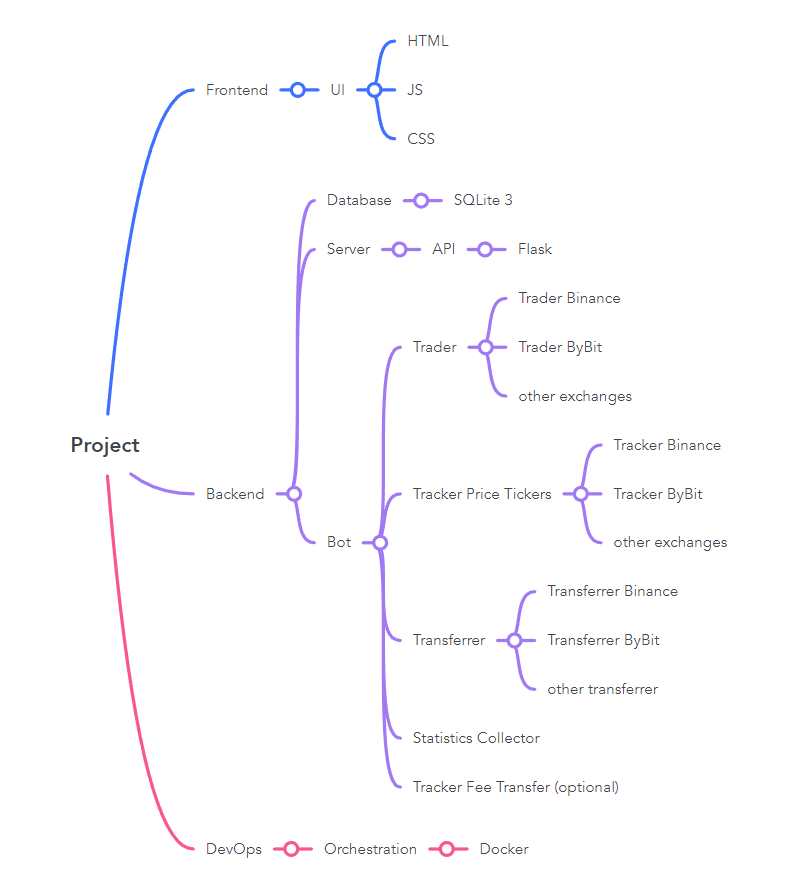 HTML
Frontend UI JS
CSS
Database SQLite 3
Server API Flask
Trader Binance
Trader Trader ByBit
other exchanges
Project
Tracker Binance
Backend Tracker Price Tickers Tracker ByBit
Bot other exchanges
Transferrer Binance
Transferrer Transferrer ByBit
other transferrer
Statistics Collector
Tracker Fee Transfer (optional)
DevOps Orchestration Docker